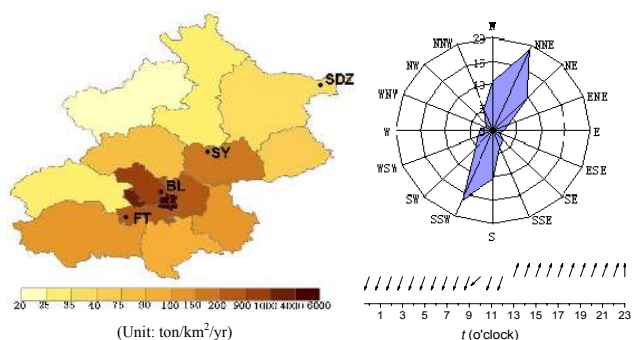 SDZ
SY
BL
FT
20 25 35 40 75 90 100 150 200 900 4000 6000
(Unit: ton/km²/yr)
N
NNE
NE
ENE
E
ESE
SE
SSE
S
SSW
SW
WSW
W
WNW
NW
NNW
23
18
13
1 3 5 7 9 11 13 15 17 19 21 23
t (o'clock)